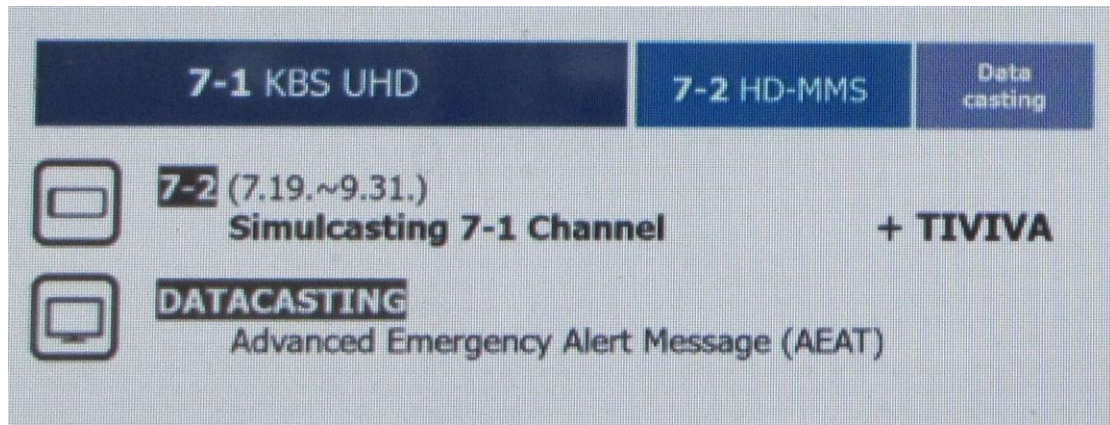 7-1 KBS UHD
7-2 HD-MMS
Data
casting
7-2 (7.19.~9.31.)
Simulcasting 7-1 Channel + TIVIVA
DATACASTING
Advanced Emergency Alert Message (AEAT)